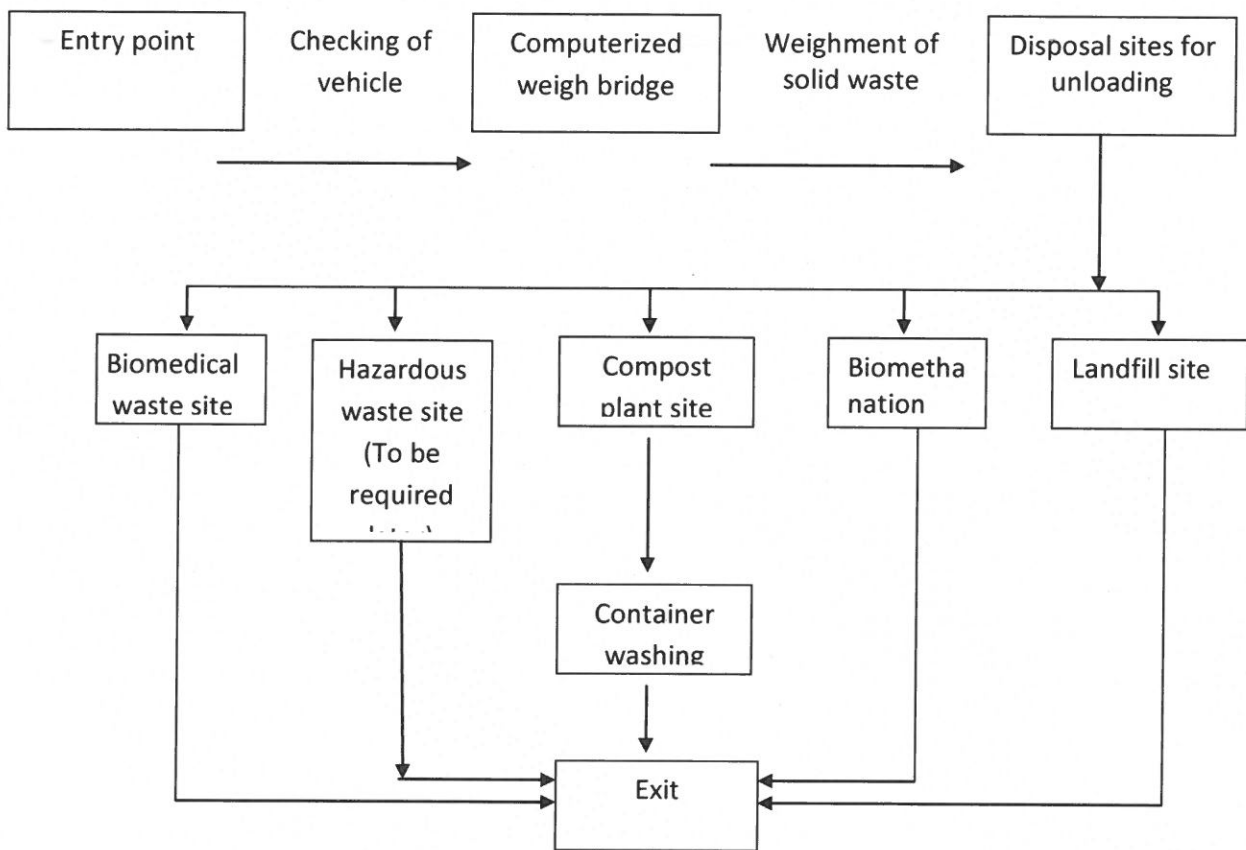 Entry point
Checking of
vehicle
Computerized
weigh bridge
Weighment of
solid waste
Disposal sites for
unloading
Biomedical
waste site
Hazardous
waste site
(To be
required
Compost
plant site
Biometha
nation
Landfill site
Container
washing
Exit